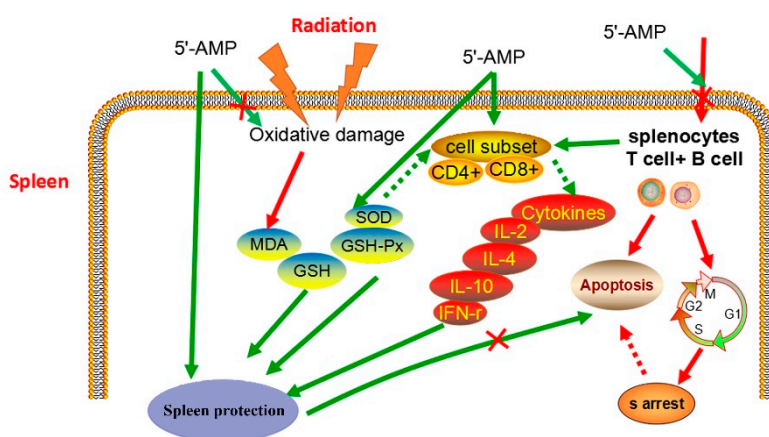 Radiation
5'-AMP
5'-AMP
5'-AMP
Oxidative damage
Spleen
cell subset
CD4+
CD8+
splenocytes
T cell+ B cell
SOD
GSH-Px
MDA
GSH
Cytokines
IL-2
IL-4
IL-10
IFN-r
Apoptosis
M
G2
G1
S
Spleen protection
s arrest